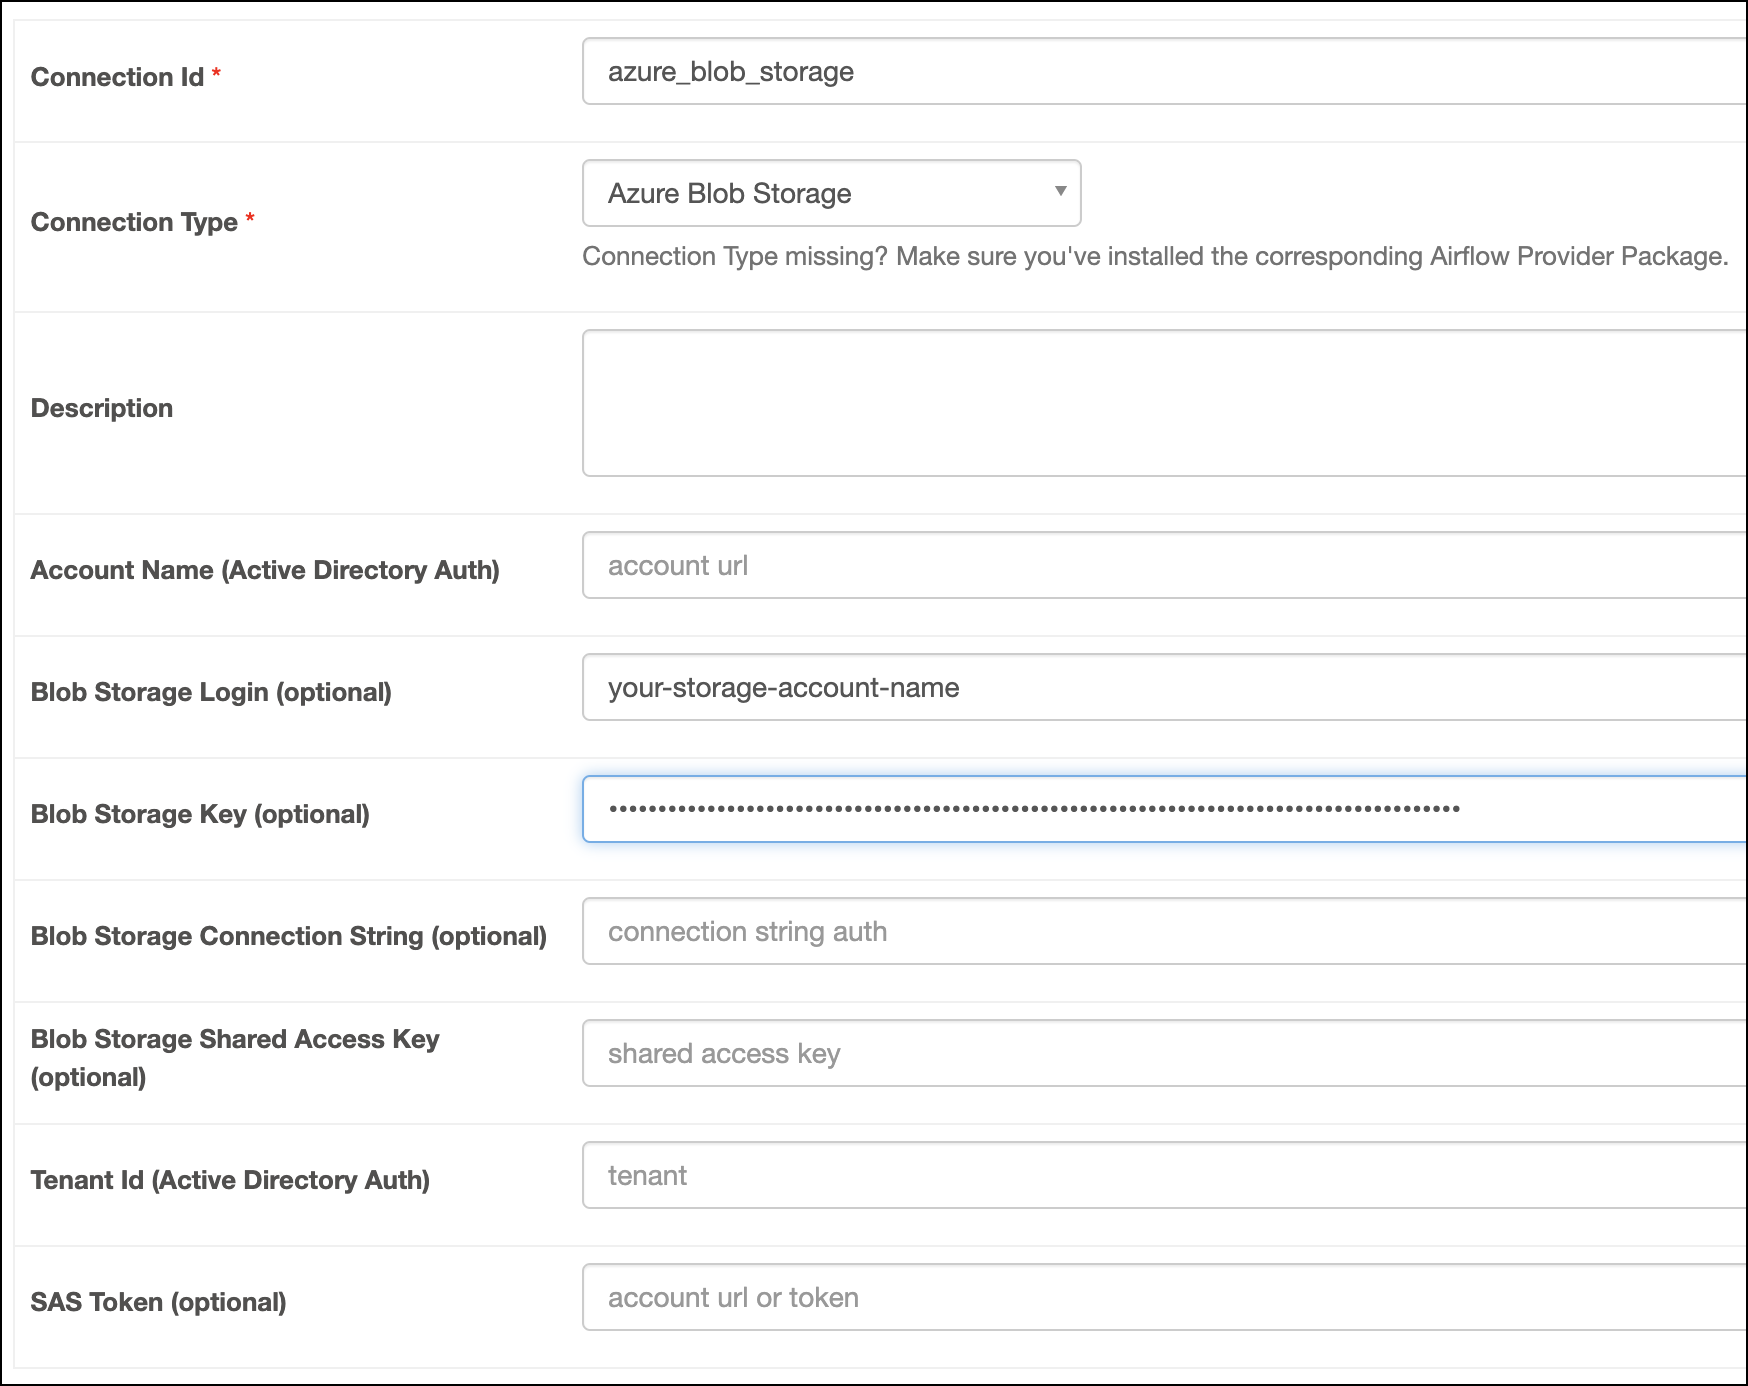 Connection Id *
azure_blob_storage
Connection Type *
Azure Blob Storage
Connection Type missing? Make sure you've installed the corresponding Airflow Provider Package.
Description
Account Name (Active Directory Auth)
account url
Blob Storage Login (optional)
your-storage-account-name
Blob Storage Key (optional)
Blob Storage Connection String (optional)
connection string auth
Blob Storage Shared Access Key
(optional)
shared access key
Tenant Id (Active Directory Auth)
tenant
SAS Token (optional)
account url or token